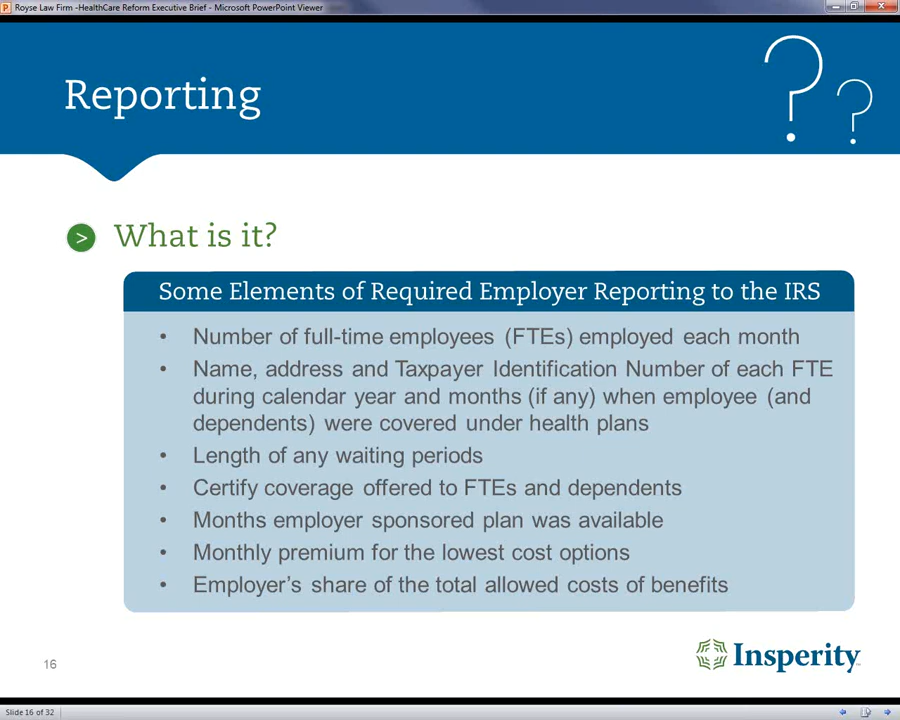 Royse Law Firm -HealthCare Reform Executive Brief - Microsoft PowerPoint Viewer
Reporting
? ?
> What is it?
Some Elements of Required Employer Reporting to the IRS
• Number of full-time employees (FTEs) employed each month
• Name, address and Taxpayer Identification Number of each FTE
during calendar year and months (if any) when employee (and
dependents) were covered under health plans
• Length of any waiting periods
• Certify coverage offered to FTEs and dependents
• Months employer sponsored plan was available
• Monthly premium for the lowest cost options
• Employer’s share of the total allowed costs of benefits
16
Insperity
Slide 16 of 32